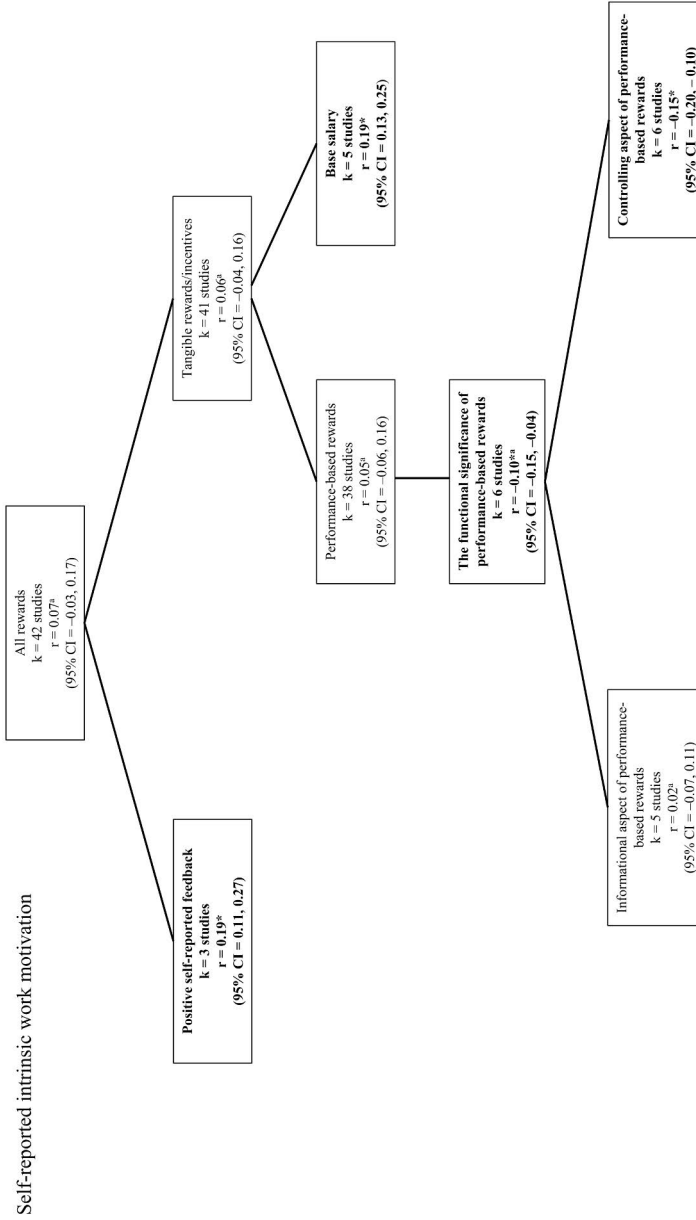 Self-reported intrinsic work motivation
All rewards
k = 42 studies
r = 0.07ᵃ
(95% CI = –0.03, 0.17)
Positive self-reported feedback
k = 3 studies
r = 0.19*
(95% CI = 0.11, 0.27)
Tangible rewards/incentives
k = 41 studies
r = 0.06ᵃ
(95% CI = –0.04, 0.16)
Performance-based rewards
k = 38 studies
r = 0.05ᵃ
(95% CI = –0.06, 0.16)
Base salary
k = 5 studies
r = 0.19*
(95% CI = 0.13, 0.25)
The functional significance of
performance-based rewards
k = 6 studies
r = –0.10*ᵃ
(95% CI = –0.15, –0.04)
Informational aspect of performance-
based rewards
k = 5 studies
r = 0.02ᵃ
(95% CI = –0.07, 0.11)
Controlling aspect of performance-
based rewards
k = 6 studies
r = –0.15*
(95% CI = –0.20, – 0.10)